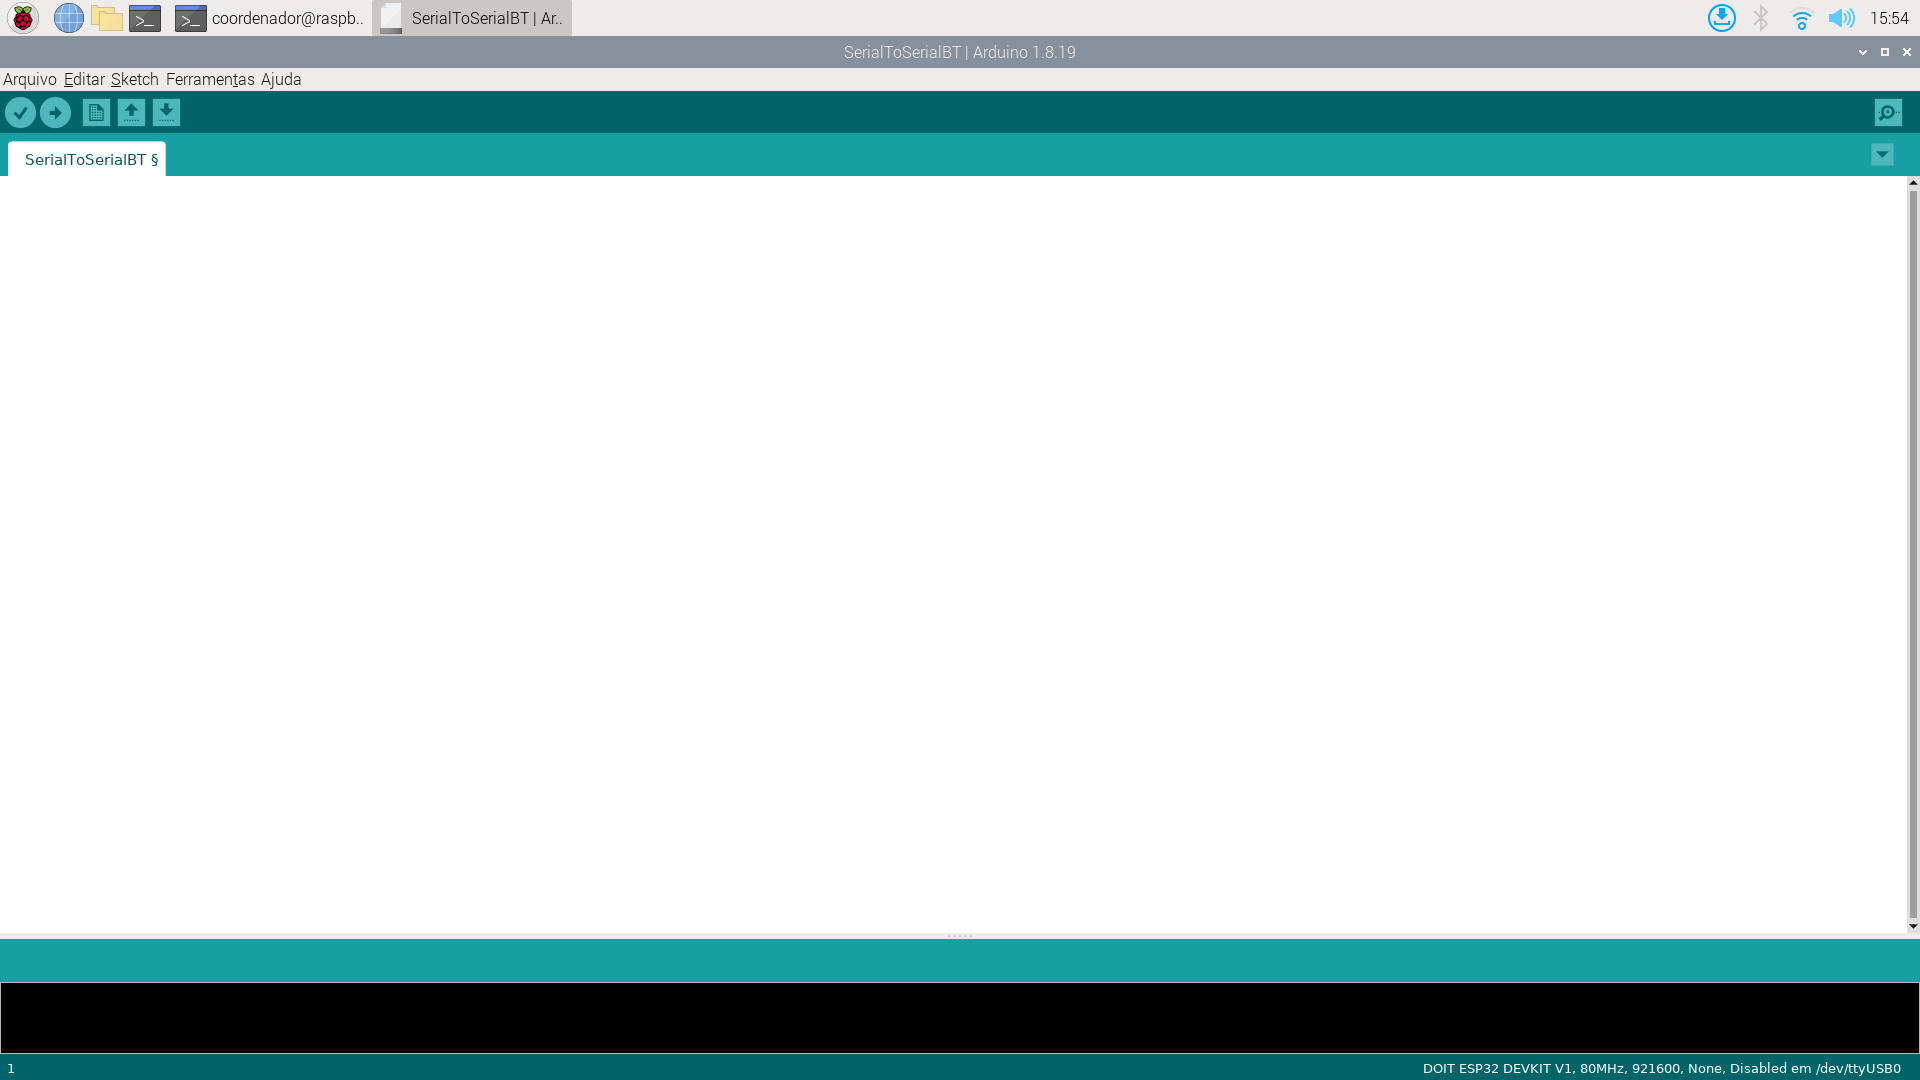 coordenador@raspb..
SerialToSerialBT | Ar..
15:54
SerialToSerialBT | Arduino 1.8.19
Arquivo Editar Sketch Ferramentas Ajuda
SerialToSerialBT §
1
DOIT ESP32 DEVKIT V1, 80MHz, 921600, None, Disabled em /dev/ttyUSB0